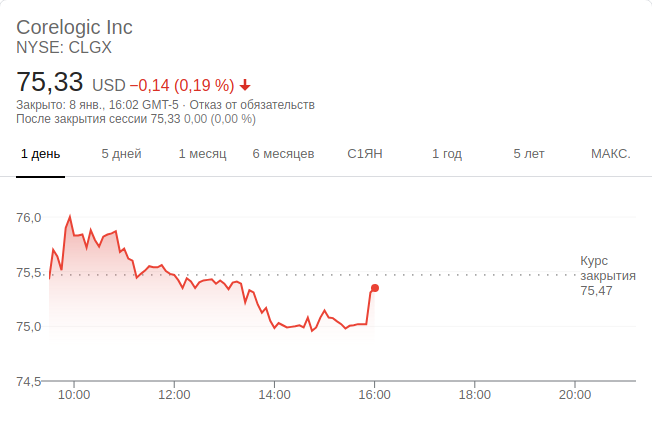 Corelogic Inc
NYSE: CLGX
75,33 USD −0,14 (0,19 %)
Закрыто: 8 янв., 16:02 GMT-5 · Отказ от обязательств
После закрытия сессии 75,33 0,00 (0,00 %)
1 день 5 дней 1 месяц 6 месяцев С1ЯН 1 год 5 лет МАКС.
76,0
75,5
Курс
закрытия
75,47
75,0
74,5
10:00 12:00 14:00 16:00 18:00 20:00